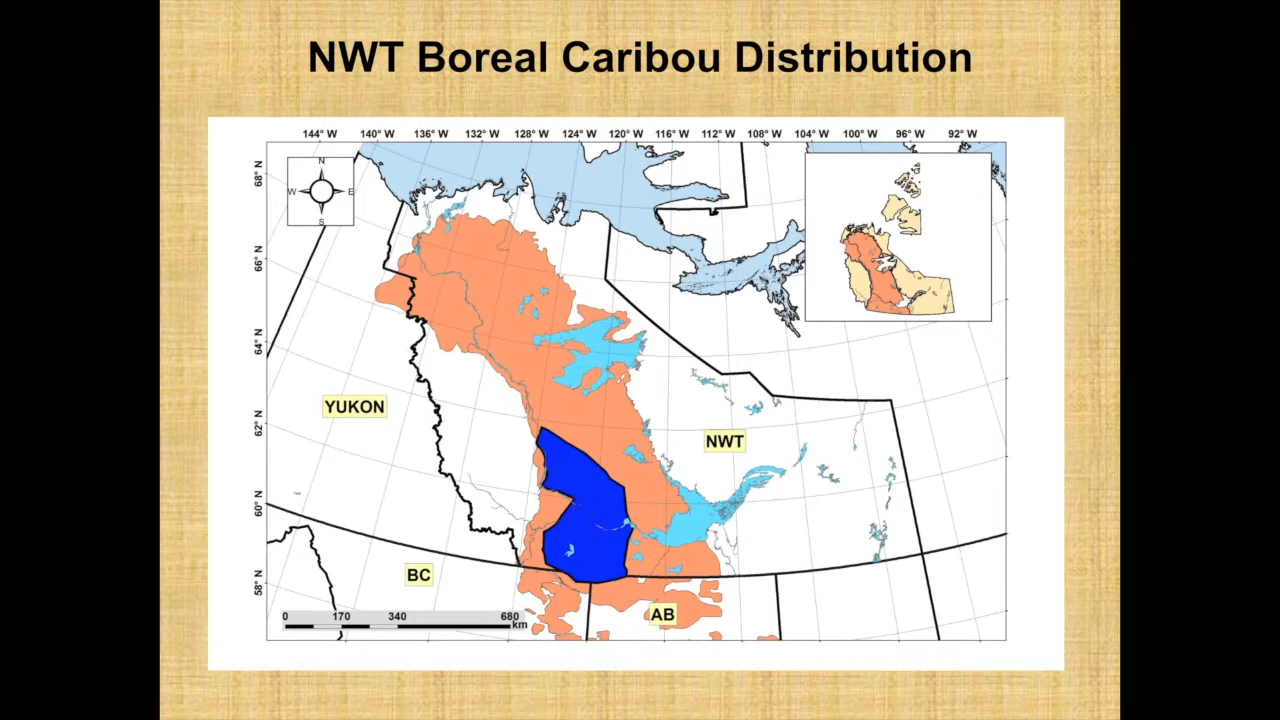 NWT Boreal Caribou Distribution
144° W 140° W 136° W 132° W 128° W 124° W 120° W 116° W 112° W 108° W 104° W 100° W 96° W 92° W
N
W E
S
68° N
66° N
64° N
62° N
60° N
58° N
YUKON
NWT
BC
AB
0 170 340 680
km